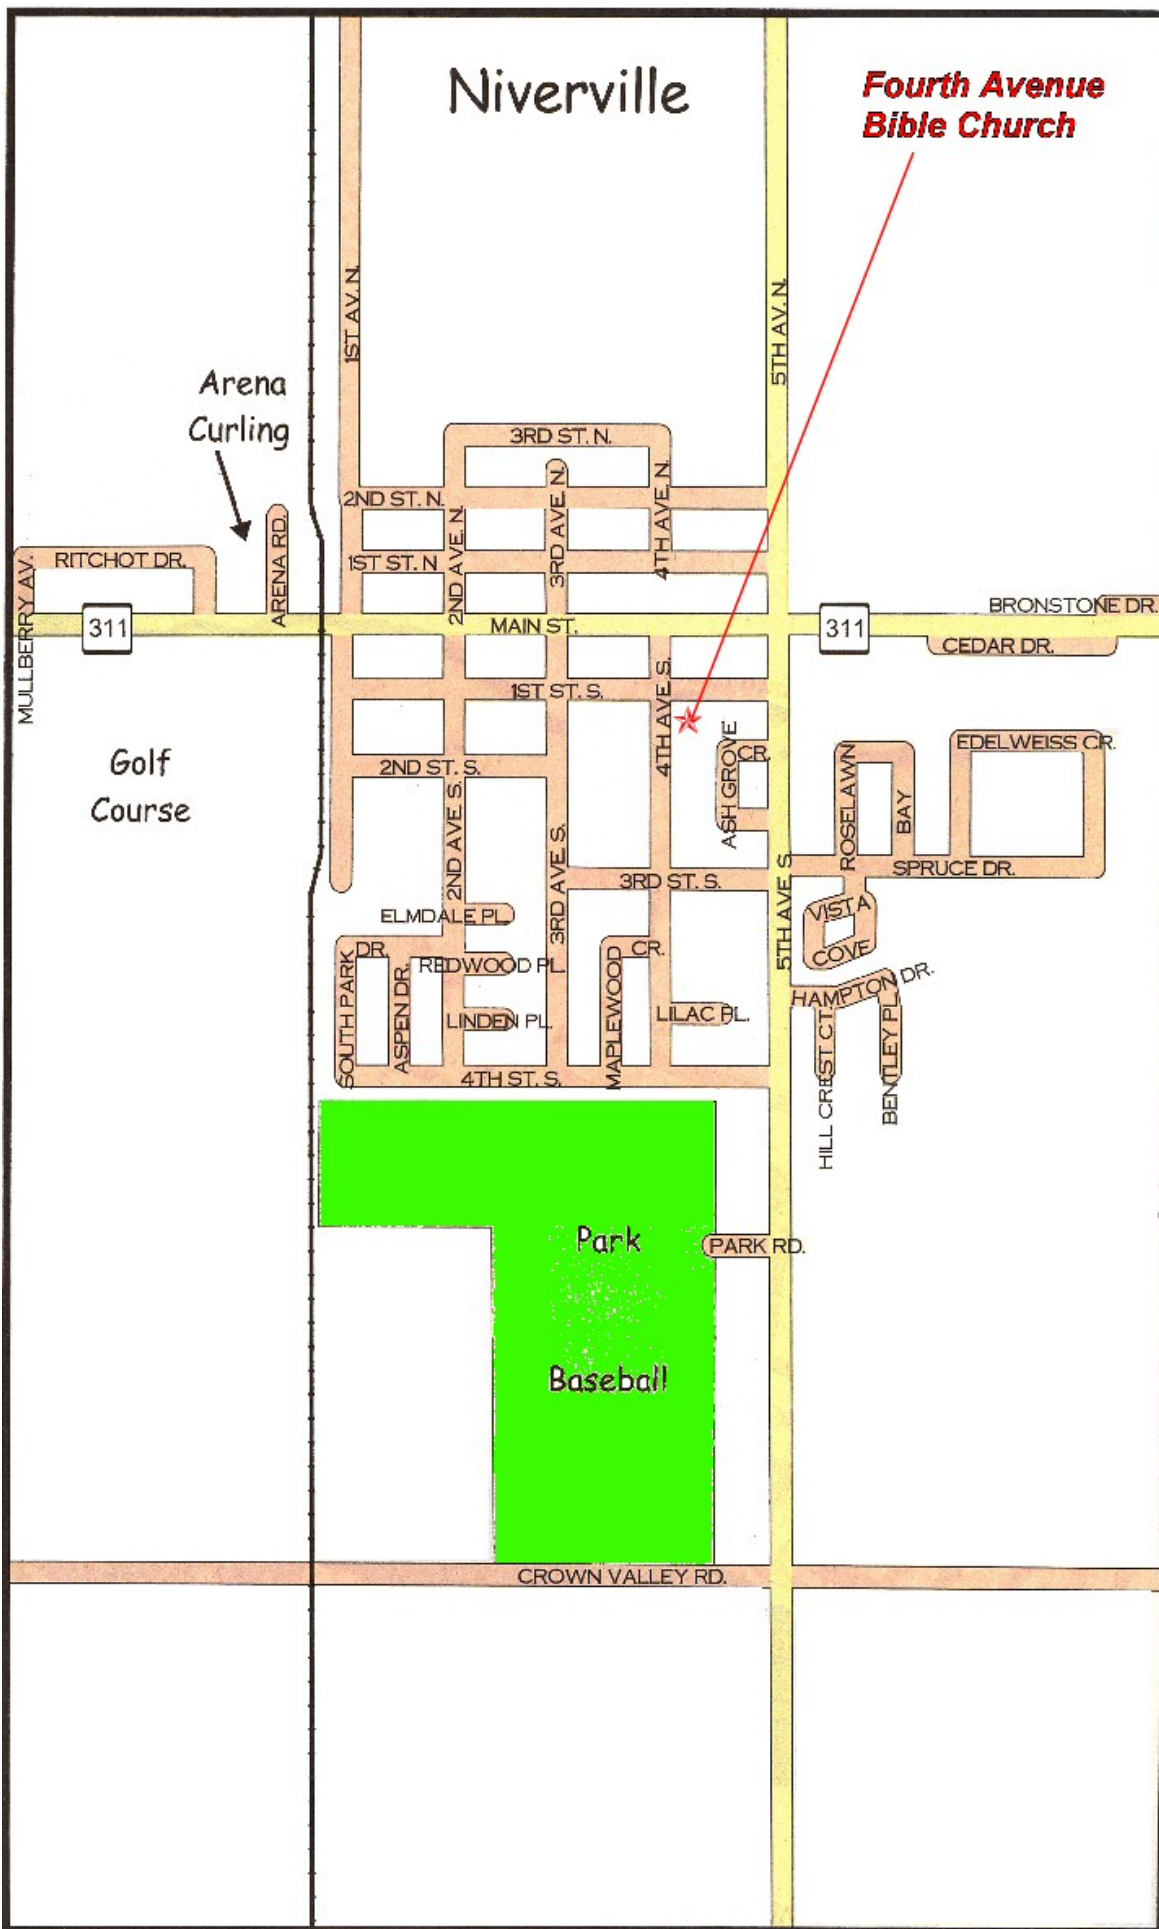 Niverville
Fourth Avenue
Bible Church
1ST AV. N.
5TH AV. N.
Arena
Curling
3RD ST. N.
2ND ST. N.
3RD AVE. N.
4TH AVE N.
2ND AVE. N.
1ST ST. N
RITCHOT DR.
ARENA RD.
MULLBERRY AV.
311
MAIN ST.
311
BRONSTONE DR.
CEDAR DR.
1ST ST. S.
4TH AVE S.
Golf
Course
2ND ST. S.
ASH GROVE
CR.
ROSELAWN
BAY
EDELWEISS CR.
2ND AVE S.
3RD AVE S.
3RD ST. S.
5TH AVE S.
SPRUCE DR.
ELMDALE PL.
VISTA
COVE
SOUTH PARK
DR.
ASPEN DR.
REDWOOD PL.
MAPLEWOOD
CR.
HAMPTON DR.
LINDEN PL.
LILAC PL.
HILL CREST CT.
BENTLEY PL.
4TH ST. S.
Park
PARK RD.
Baseball
CROWN VALLEY RD.